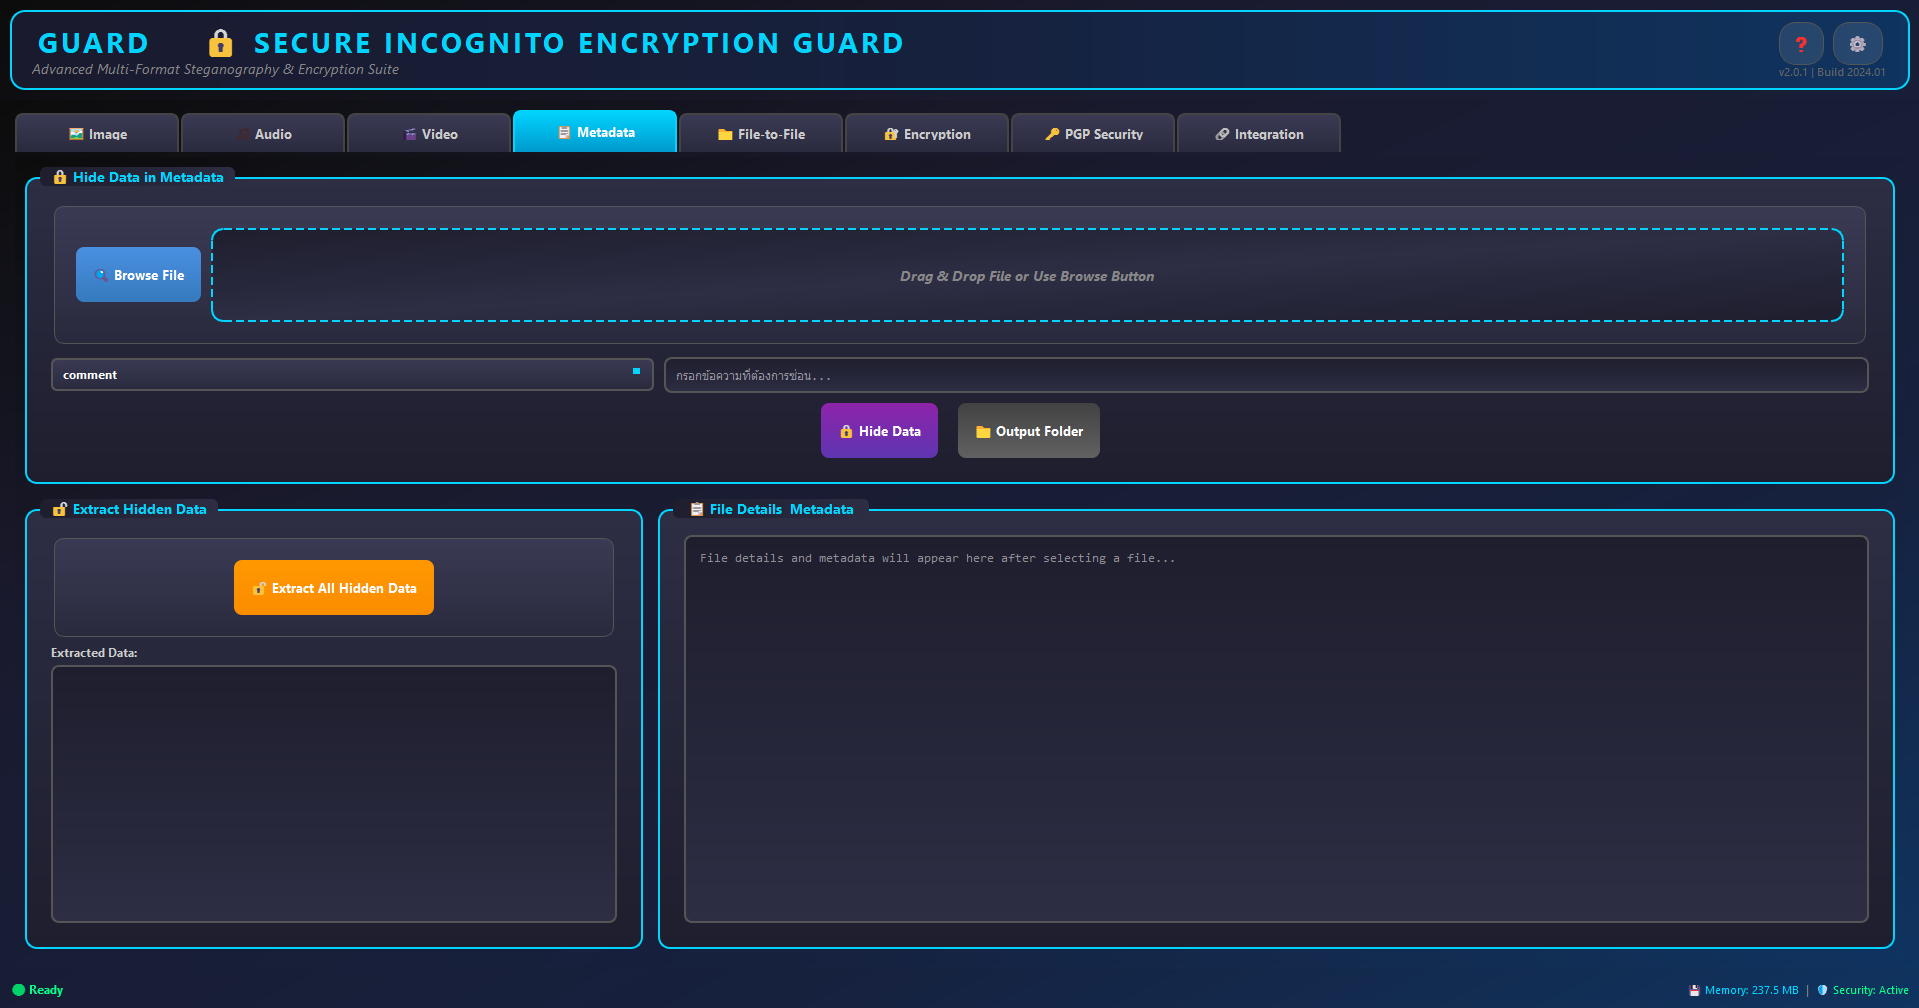 GUARD 🔒 SECURE INCOGNITO ENCRYPTION GUARD
Advanced Multi-Format Steganography & Encryption Suite
❓ ⚙
v2.0.1 | Build 2024.01
🖼️ Image
🎵 Audio
🎬 Video
📋 Metadata
📁 File-to-File
🔐 Encryption
🔑 PGP Security
🔗 Integration
🔒 Hide Data in Metadata
🔍 Browse File
Drag & Drop File or Use Browse Button
comment
กรอกข้อความที่ต้องการซ่อน...
🔒 Hide Data
📁 Output Folder
🔓 Extract Hidden Data
🔓 Extract All Hidden Data
Extracted Data:
📋 File Details  Metadata
File details and metadata will appear here after selecting a file...
Ready
💾 Memory: 237.5 MB | 🛡️ Security: Active